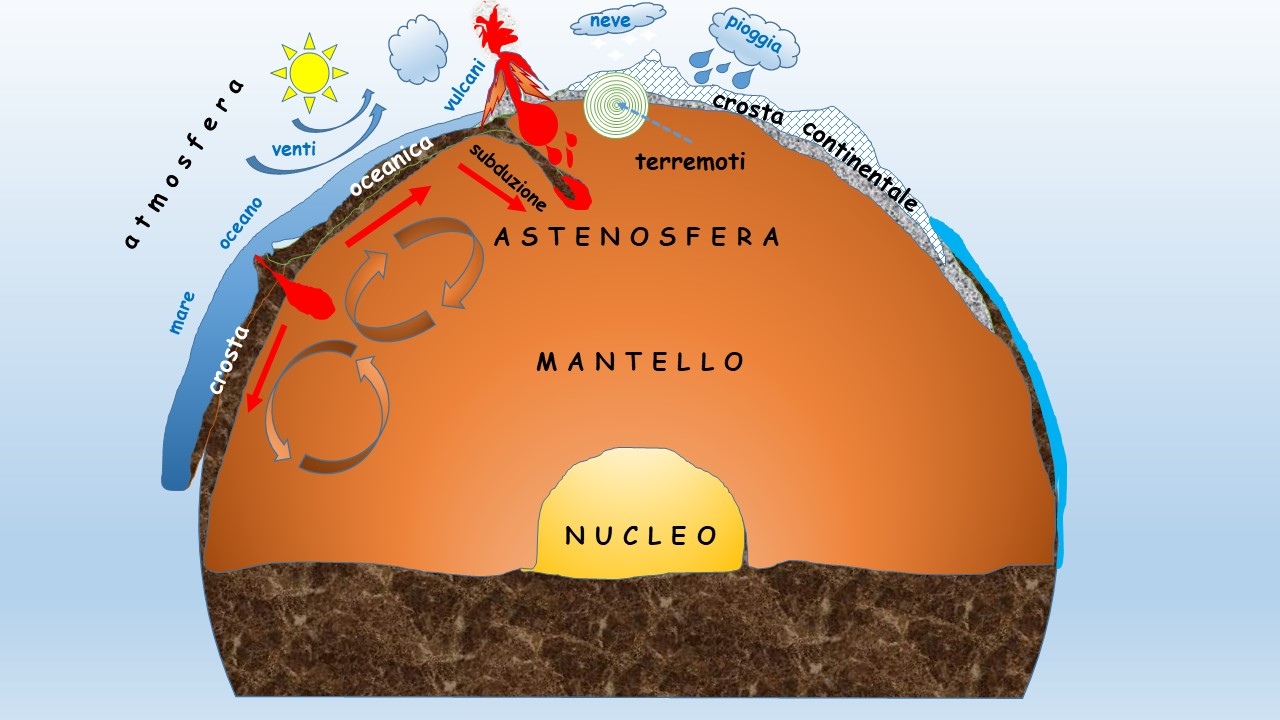 neve
pioggia
vulcani
atmosfera
venti
crosta continentale
crosta oceanica
terremoti
subduzione
oceano
ASTENOSFERA
mare
MANTELLO
NUCLEO